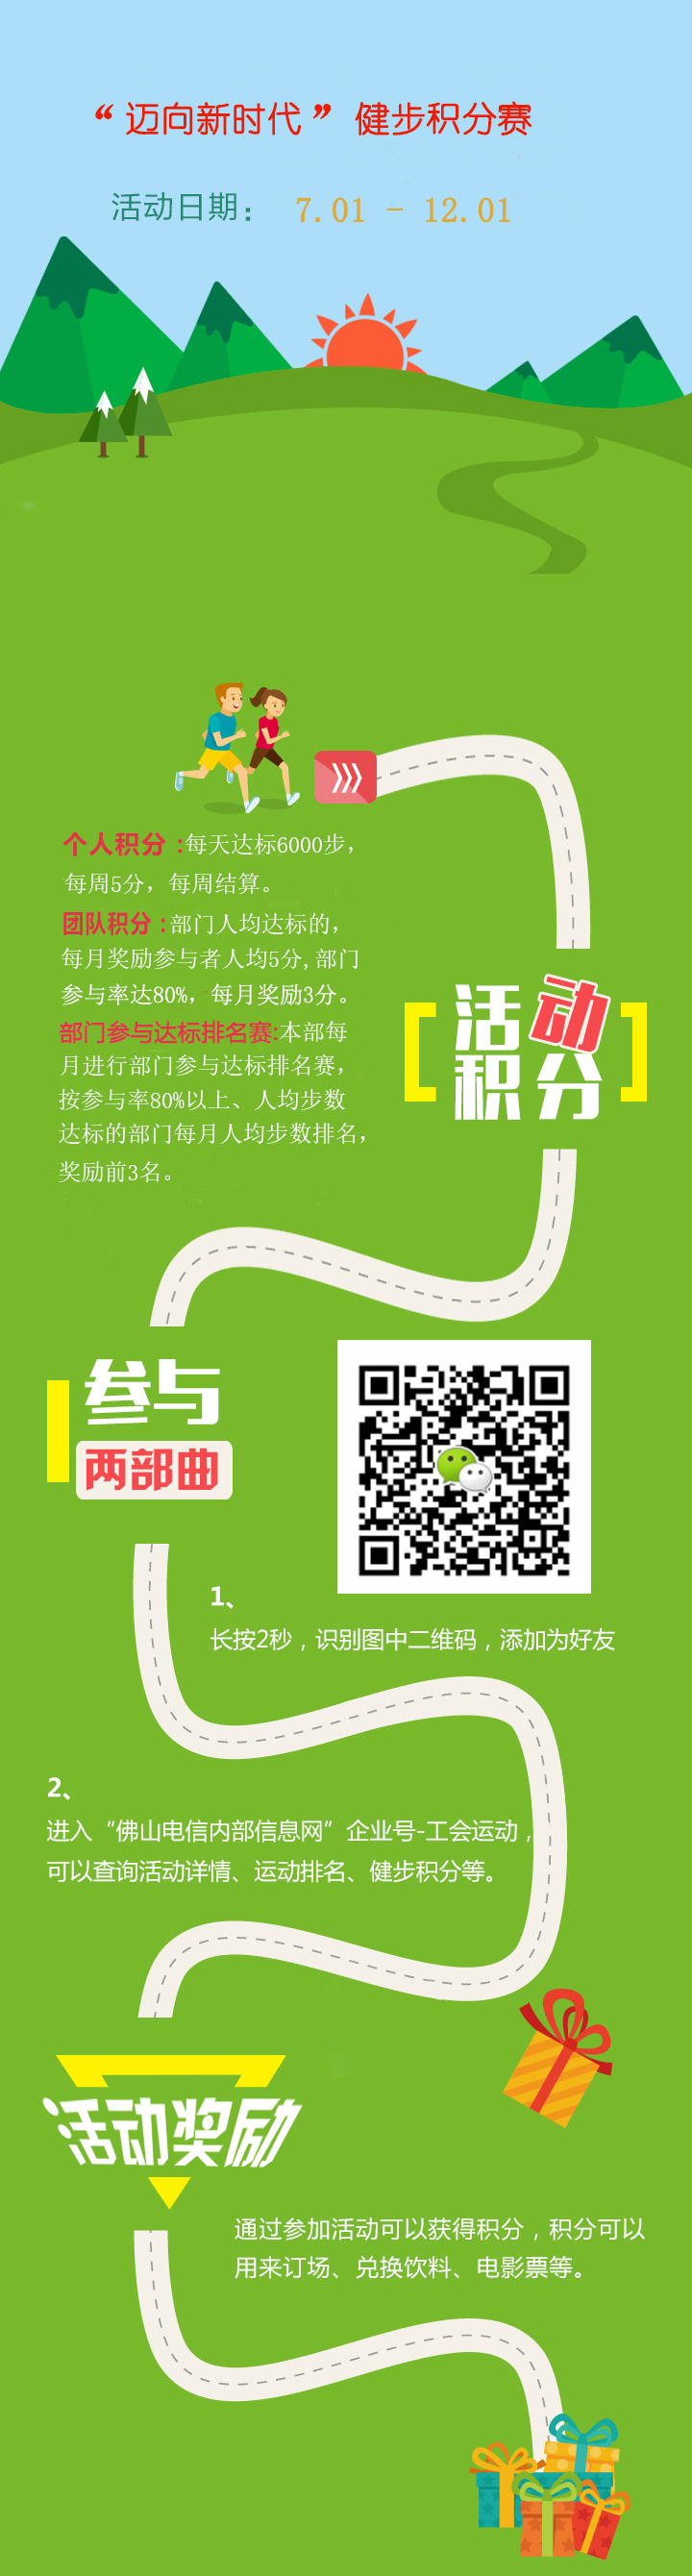 “迈向新时代”健步积分赛
活动日期： 7.01 － 12.01
个人积分 :每天达标6000步，
每周5分，每周结算。
团队积分 :部门人均达标的，
每月奖励参与者人均5分,部门
参与率达80%，每月奖励3分。
部门参与达标排名赛:本部每
月进行部门参与达标排名赛，
按参与率80%以上、人均步数
达标的部门每月人均步数排名，
奖励前3名。
活动
积分
参与
两部曲
1、
长按2秒，识别图中二维码，添加为好友
2、
进入“佛山电信内部信息网”企业号-工会运动，
可以查询活动详情、运动排名、健步积分等。
活动奖励
通过参加活动可以获得积分，积分可以
用来订场、兑换饮料、电影票等。